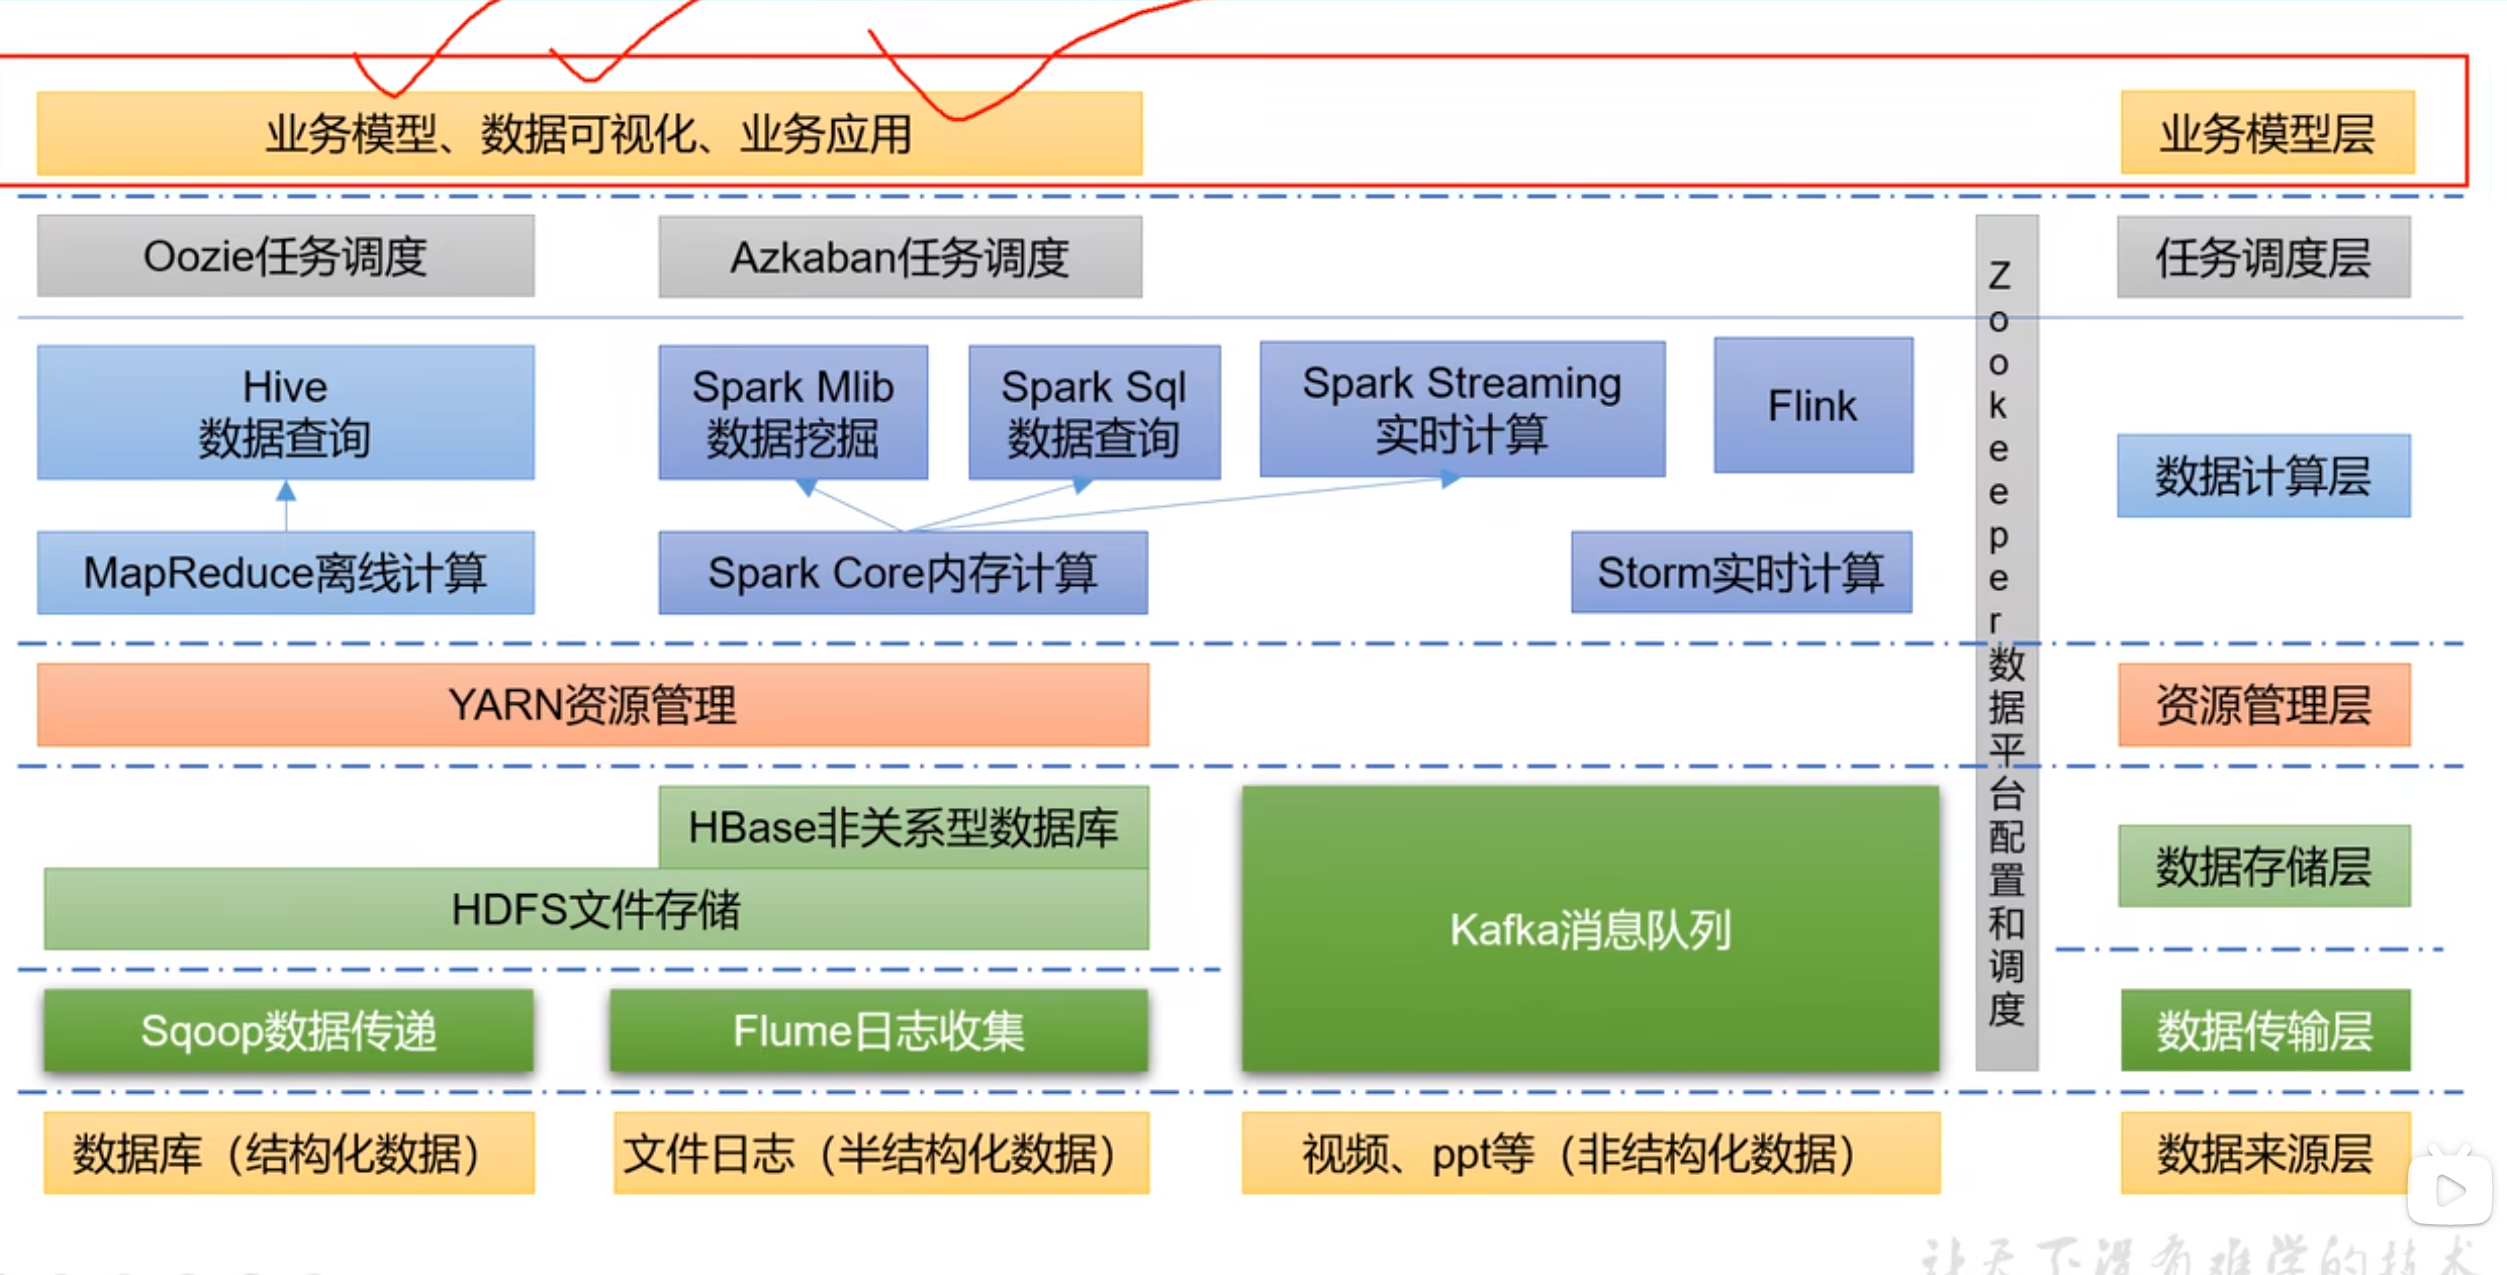 业务模型、数据可视化、业务应用
业务模型层
Oozie任务调度
Azkaban任务调度
任务调度层
Hive
数据查询
Spark Mlib
数据挖掘
Spark Sql
数据查询
Spark Streaming
实时计算
Flink
数据计算层
MapReduce离线计算
Spark Core内存计算
Storm实时计算
Zookeeper数据平台配置和调度
YARN资源管理
资源管理层
HBase非关系型数据库
HDFS文件存储
Kafka消息队列
数据存储层
Sqoop数据传递
Flume日志收集
数据传输层
数据库（结构化数据）
文件日志（半结构化数据）
视频、ppt等（非结构化数据）
数据来源层
让天下没有难学的技术